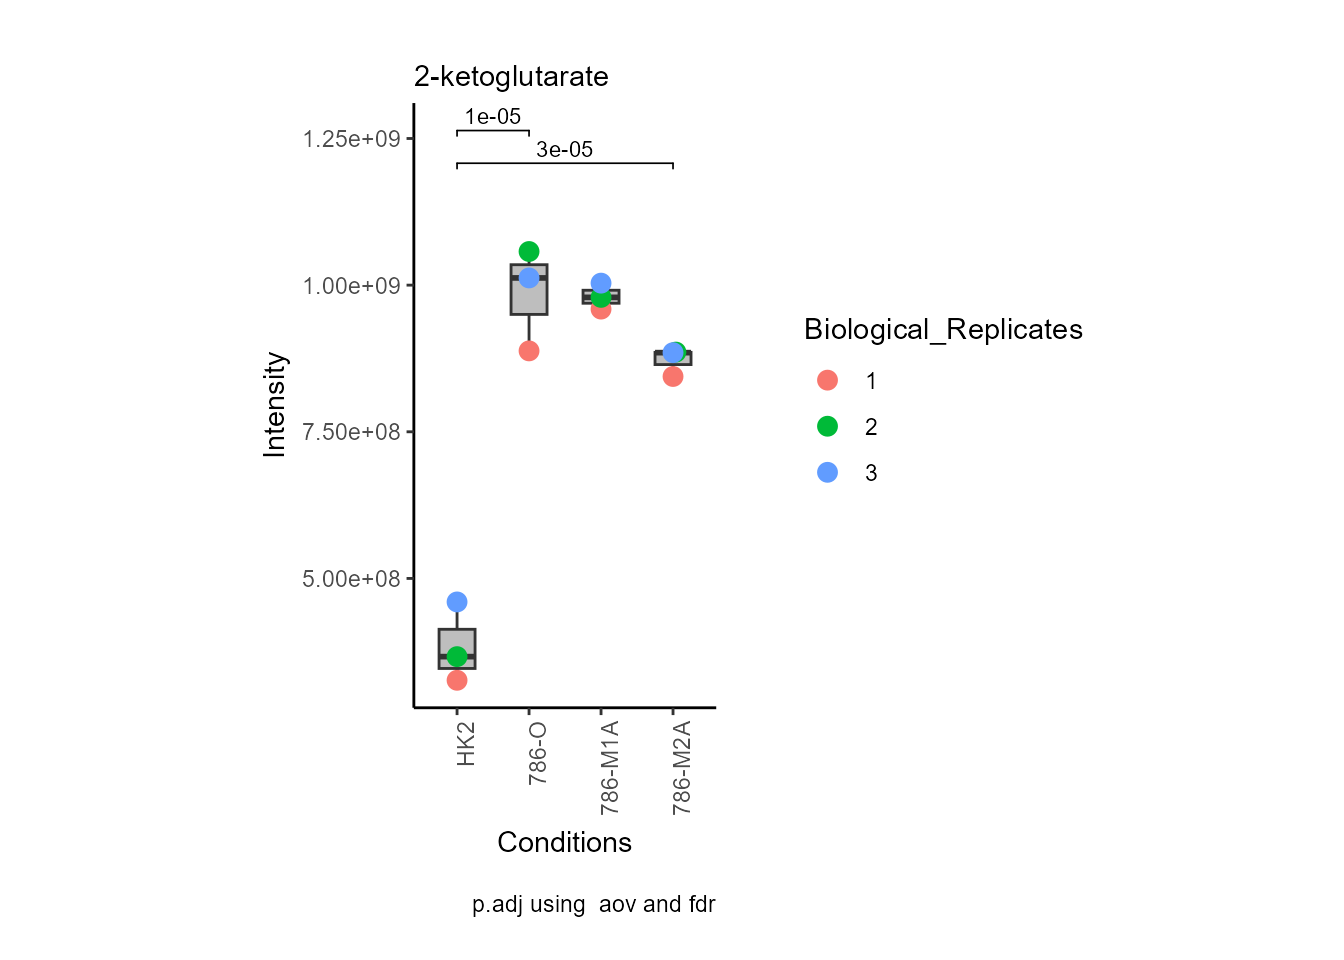 2-ketoglutarate
1e-05
3e-05
1.25e+09
1.00e+09
7.50e+08
5.00e+08
Intensity
HK2
786-O
786-M1A
786-M2A
Conditions
p.adj using  aov and fdr
Biological_Replicates
1
2
3